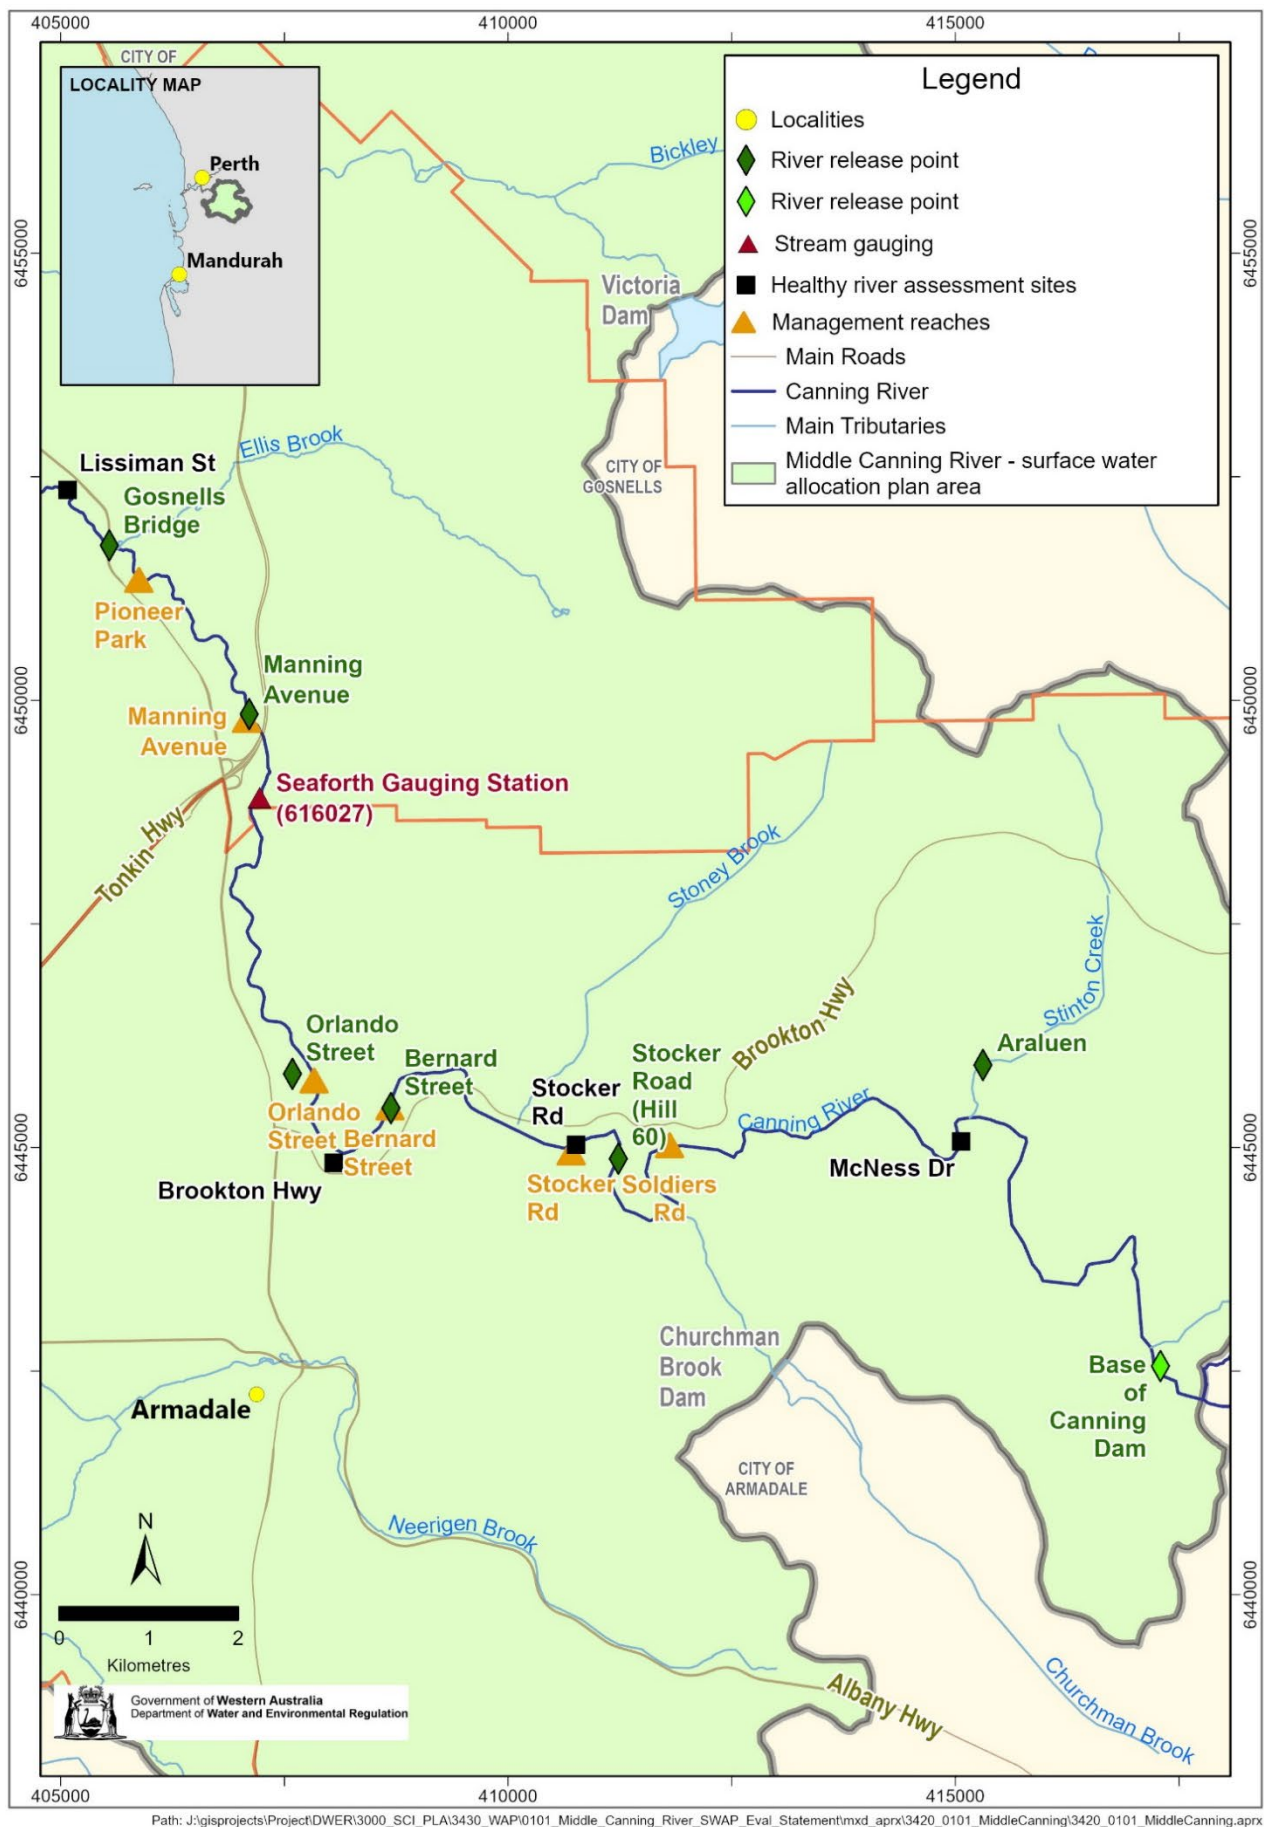 405000
410000
415000
CITY OF
LOCALITY MAP
Perth
Mandurah
Legend
Localities
River release point
River release point
Stream gauging
Healthy river assessment sites
Management reaches
Main Roads
Canning River
Main Tributaries
Middle Canning River - surface water
allocation plan area
Bickley
6455000
6455000
Victoria
Dam
Ellis Brook
CITY OF
GOSNELLS
Lissiman St
Gosnells
Bridge
Pioneer
Park
Manning
Avenue
Manning
Avenue
6450000
6450000
Seaforth Gauging Station
(616027)
Tonkin Hwy
Stoney Brook
Brookton Hwy
Stinton Creek
Orlando
Street
Bernard
Street
Stocker
Road
(Hill
60)
Araluen
Stocker
Rd
Orlando
Street
Bernard
Street
Canning River
6445000
6445000
McNess Dr
Brookton Hwy
Stocker
Rd
Soldiers
Rd
Churchman
Brook
Dam
Base
of
Canning
Dam
Armadale
CITY OF
ARMADALE
Neerigen Brook
N
6440000
6440000
0 1 2
Kilometres
Churchman Brook
Albany Hwy
Government of Western Australia
Department of Water and Environmental Regulation
405000
410000
415000
Path: J:\gisprojects\Project\DWER\3000_SCI_PLA\3430_WAP\0101_Middle_Canning_River_SWAP_Eval_Statement\mxd_aprx\3420_0101_MiddleCanning\3420_0101_MiddleCanning.aprx